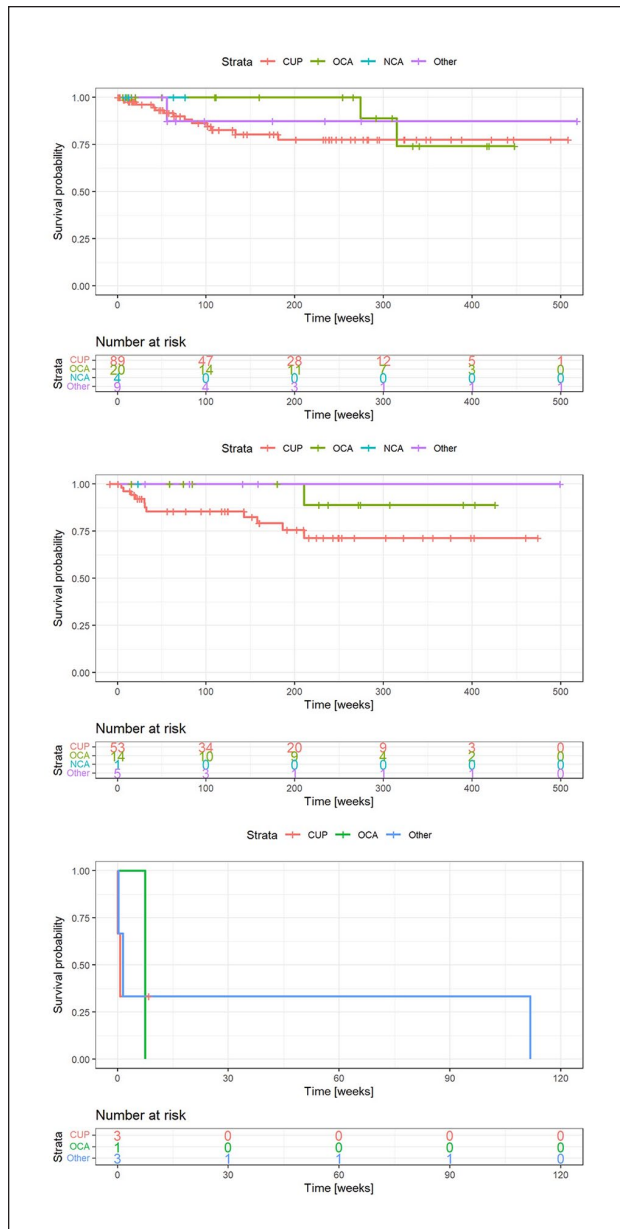 Strata CUP OCA NCA Other
1.00
0.75
0.50
0.25
0.00
Survival probability
0 100 200 300 400 500
Time [weeks]
Number at risk
Strata
CUP 89 47 28 12 5 1
OCA 20 14 11 7 3 0
NCA 4 0 0 0 0 0
Other 9 4 3 1 1 1
0 100 200 300 400 500
Time [weeks]
Strata CUP OCA NCA Other
1.00
0.75
0.50
0.25
0.00
Survival probability
0 100 200 300 400 500
Time [weeks]
Number at risk
Strata
CUP 53 34 20 9 3 0
OCA 14 10 9 4 2 0
NCA 1 0 0 0 0 0
Other 5 3 1 1 1 0
0 100 200 300 400 500
Time [weeks]
Strata CUP OCA Other
1.00
0.75
0.50
0.25
0.00
Survival probability
0 30 60 90 120
Time [weeks]
Number at risk
Strata
CUP 3 0 0 0 0
OCA 1 0 0 0 0
Other 3 1 1 1 0
0 30 60 90 120
Time [weeks]